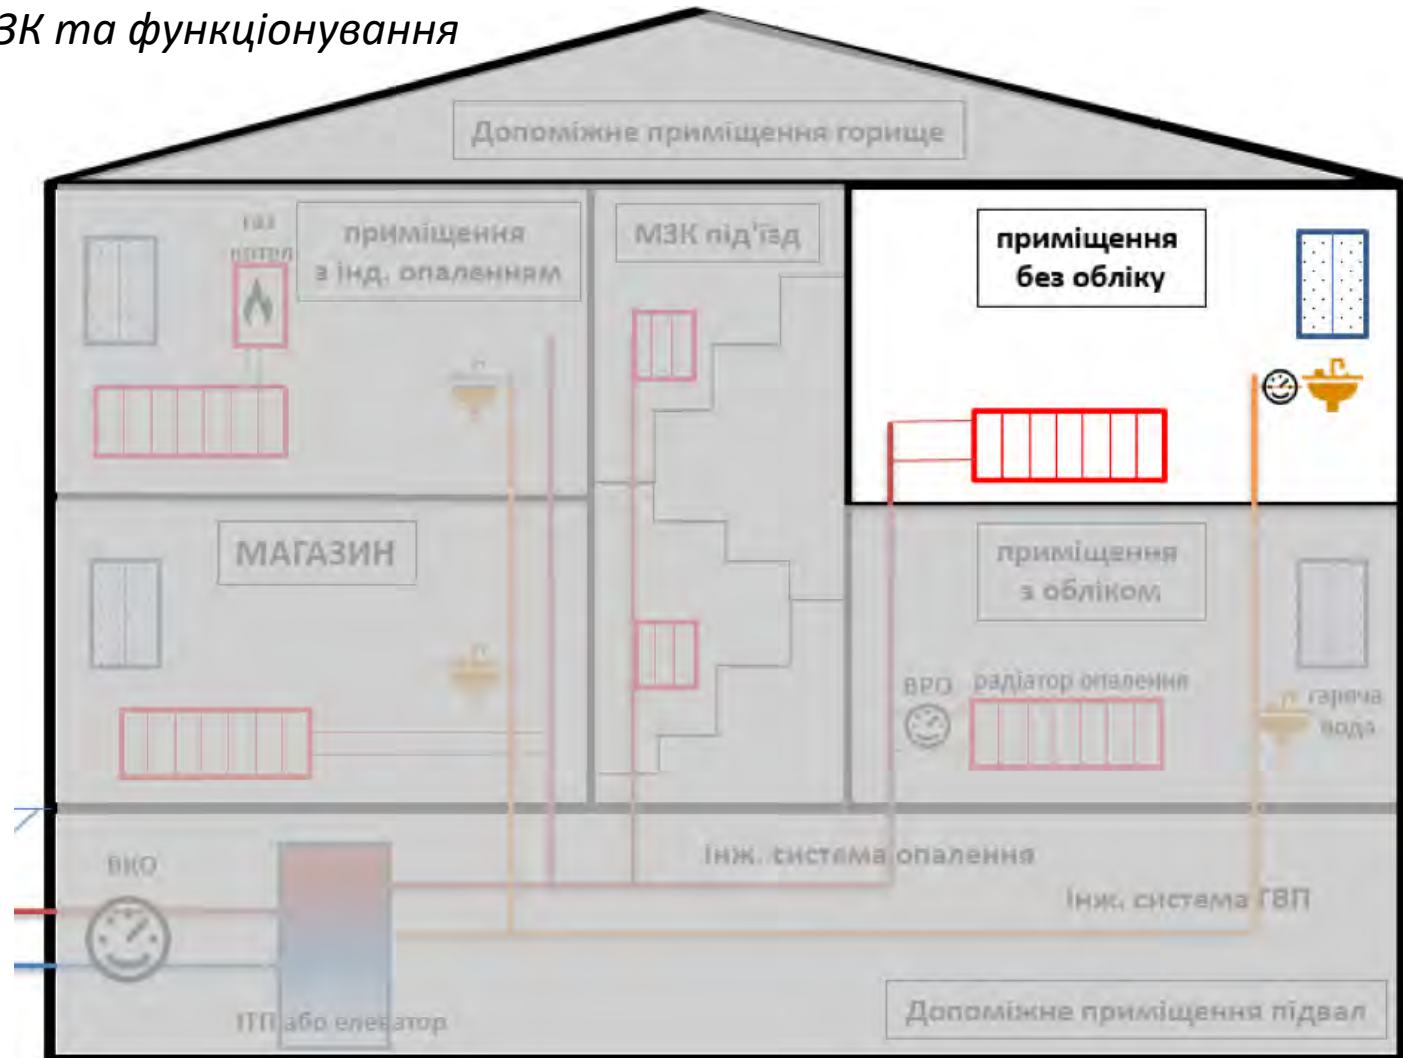 ЗК та функціонування
Допоміжне приміщення горище
газ
котел
приміщення
з інд. опаленням
МЗК під'їзд
приміщення
без обліку
МАГАЗИН
приміщення
з обліком
ВРО
радіатор опалення
гаряча
вода
ВКО
Інж. система опалення
Інж. система ГВП
ІТП або елеватор
Допоміжне приміщення підвал